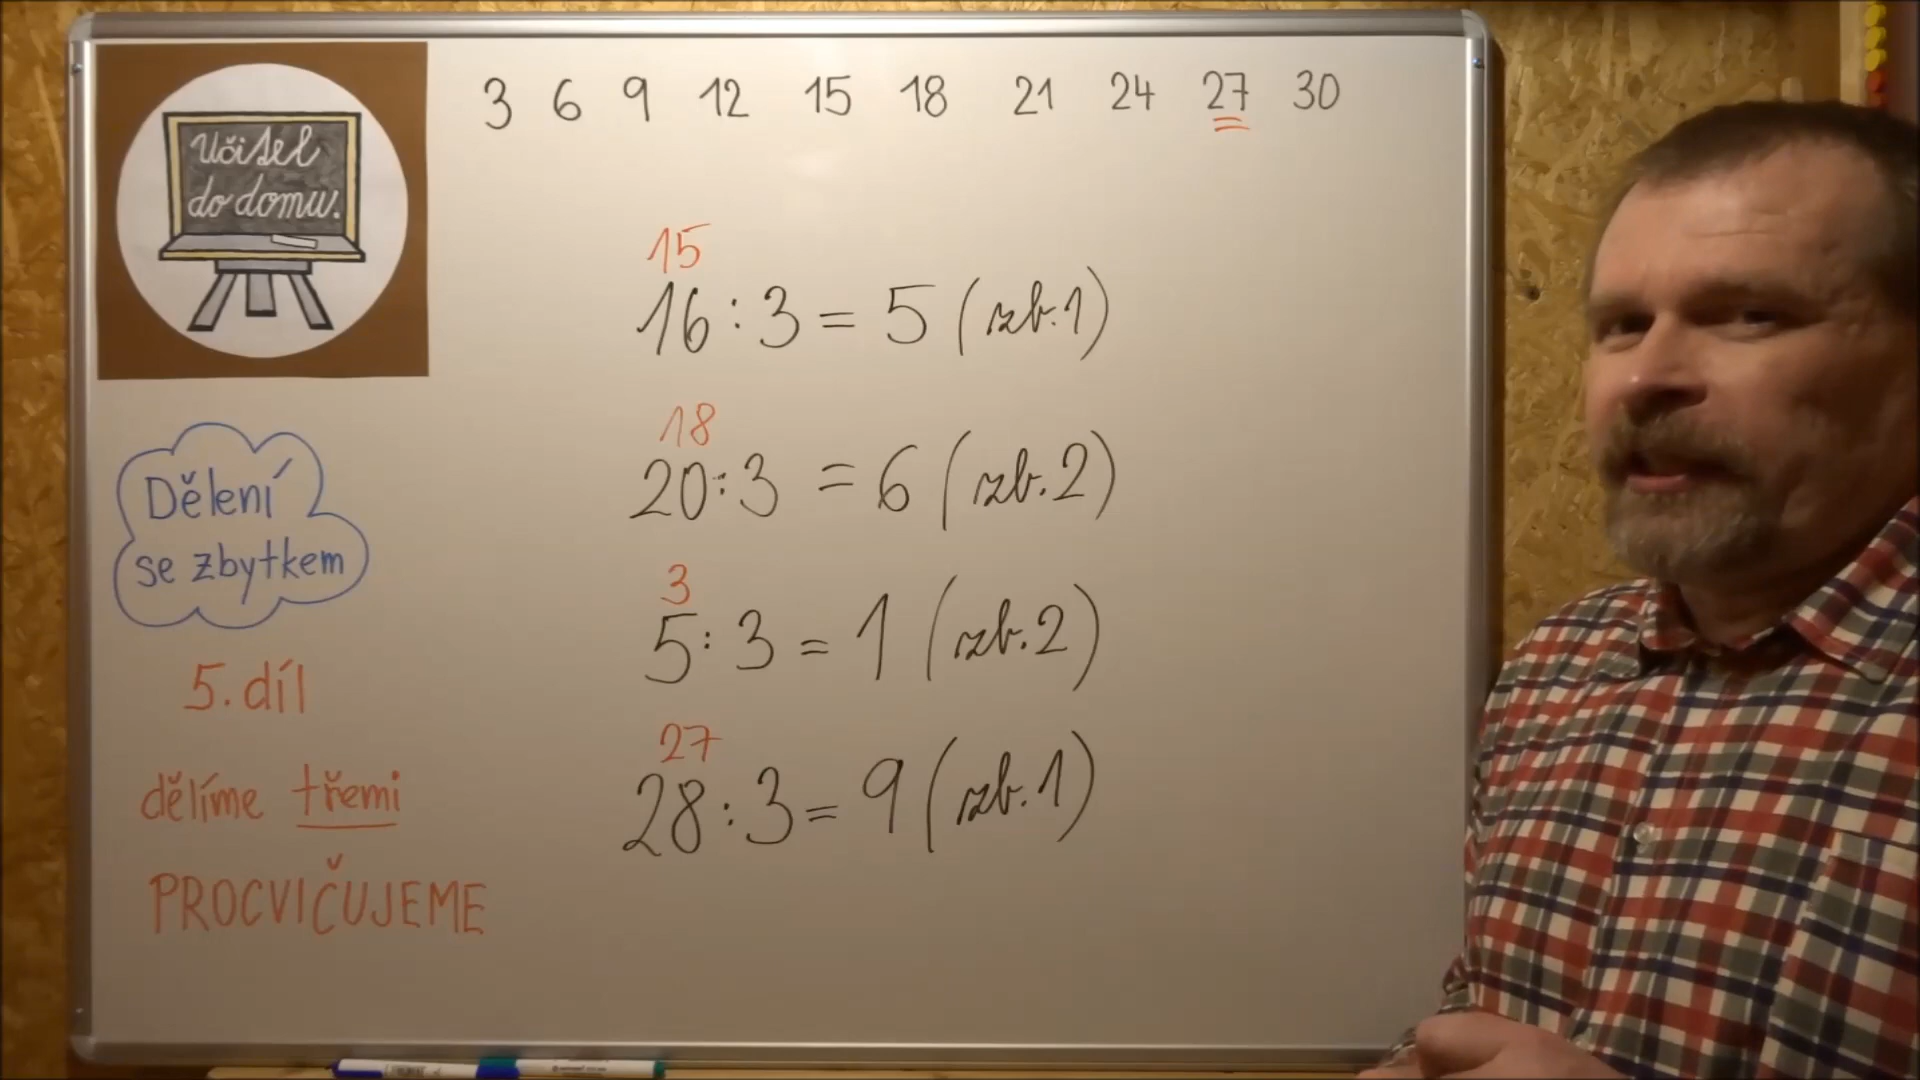 Učitel
do domu.
3 6 9 12 15 18 21 24 27 30
15
16 : 3 = 5 (zb. 1)
18
20 : 3 = 6 (zb. 2)
3
5 : 3 = 1 (zb. 2)
27
28 : 3 = 9 (zb. 1)
Dělení
se zbytkem
5. díl
dělíme třemi
PROCVIČUJEME